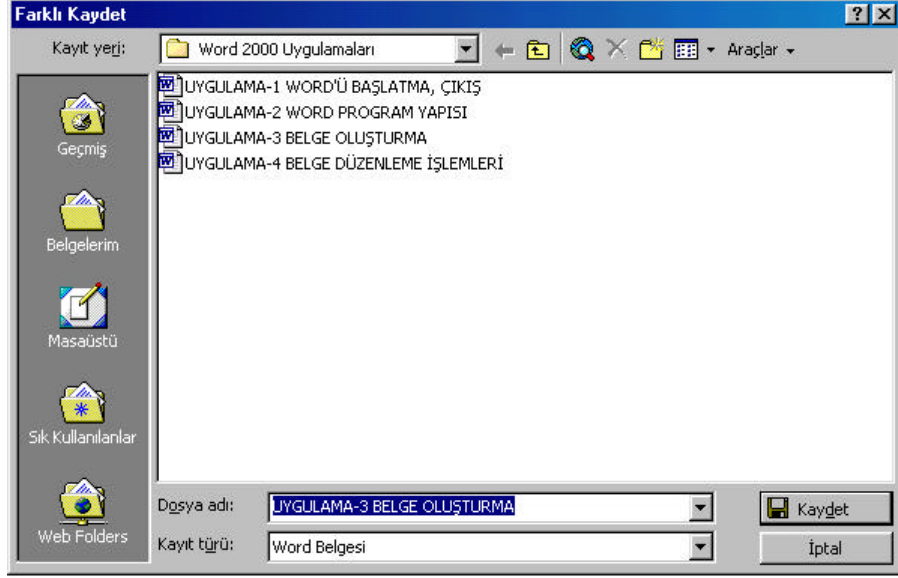 Farklı Kaydet
Kayıt yeri:
Word 2000 Uygulamaları
Araçlar
UYGULAMA-1 WORD'Ü BAŞLATMA, ÇIKIŞ
UYGULAMA-2 WORD PROGRAM YAPISI
UYGULAMA-3 BELGE OLUŞTURMA
UYGULAMA-4 BELGE DÜZENLEME İŞLEMLERİ
Geçmiş
Belgelerim
Masaüstü
Sık Kullanılanlar
Web Folders
Dosya adı:
UYGULAMA-3 BELGE OLUŞTURMA
Kaydet
Kayıt türü:
Word Belgesi
İptal